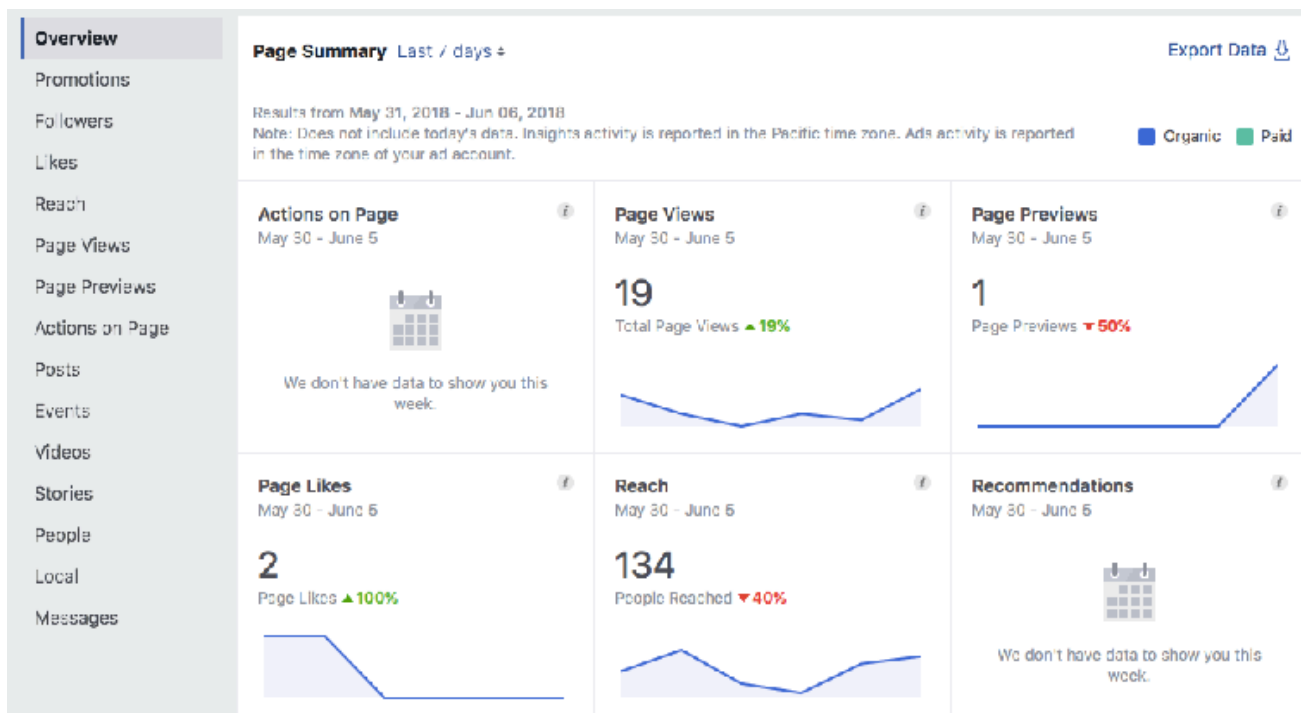 Overview
Promotions
Followers
Likes
Reach
Page Views
Page Previews
Actions on Page
Posts
Events
Videos
Stories
People
Local
Messages
Page Summary Last 7 days
Export Data
Results from May 31, 2018 - Jun 06, 2018
Note: Does not include today's data. Insights activity is reported in the Pacific time zone. Ads activity is reported
in the time zone of your ad account.
Organic Paid
Actions on Page
May 30 - June 5
We don't have data to show you this
week.
Page Views
May 30 - June 5
19
Total Page Views ▲ 19%
Page Previews
May 30 - June 5
1
Page Previews ▼ 50%
Page Likes
May 30 - June 5
2
Page Likes ▲ 100%
Reach
May 30 - June 5
134
People Reached ▼ 40%
Recommendations
May 30 - June 5
We don't have data to show you this
week.